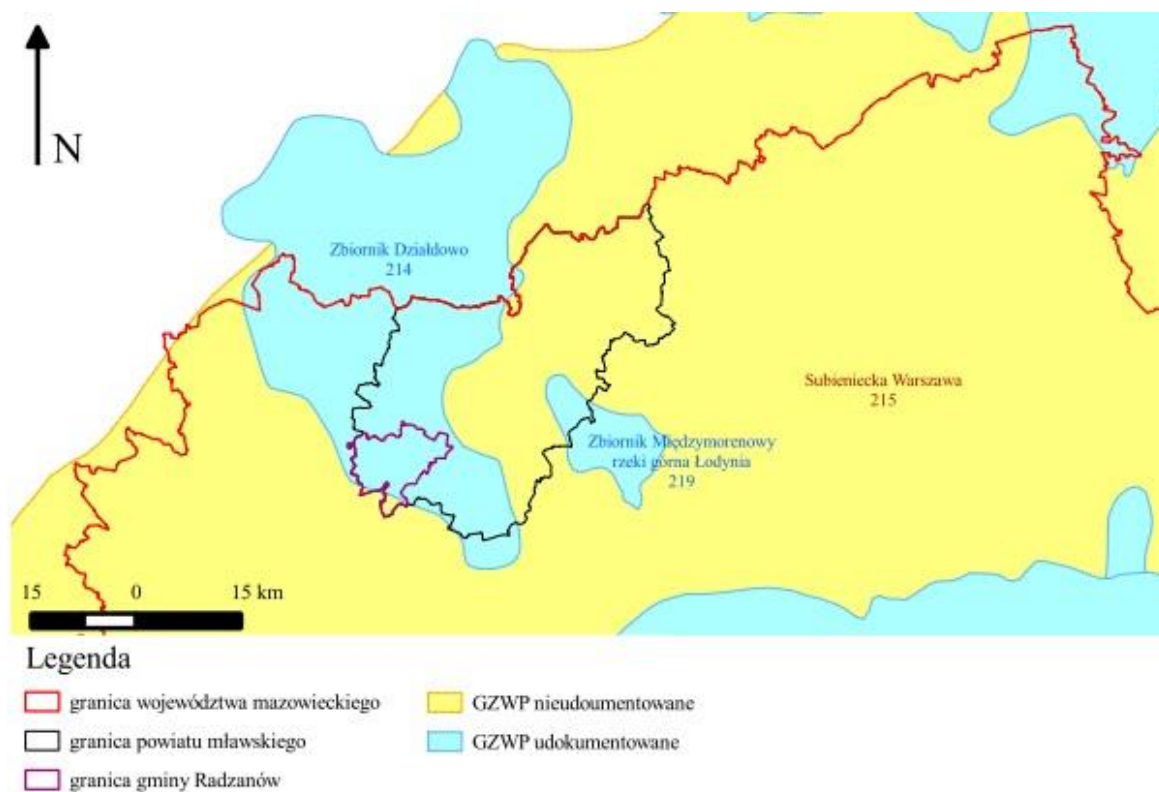 N
Zbiornik Działdowo
214
Subieniecka Warszawa
215
Zbiornik Międzymorenowy
rzeki górna Łodynia
219
15 0 15 km
Legenda
granica województwa mazowieckiego
granica powiatu mławskiego
granica gminy Radzanów
GZWP nieudoumentowane
GZWP udokumentowane